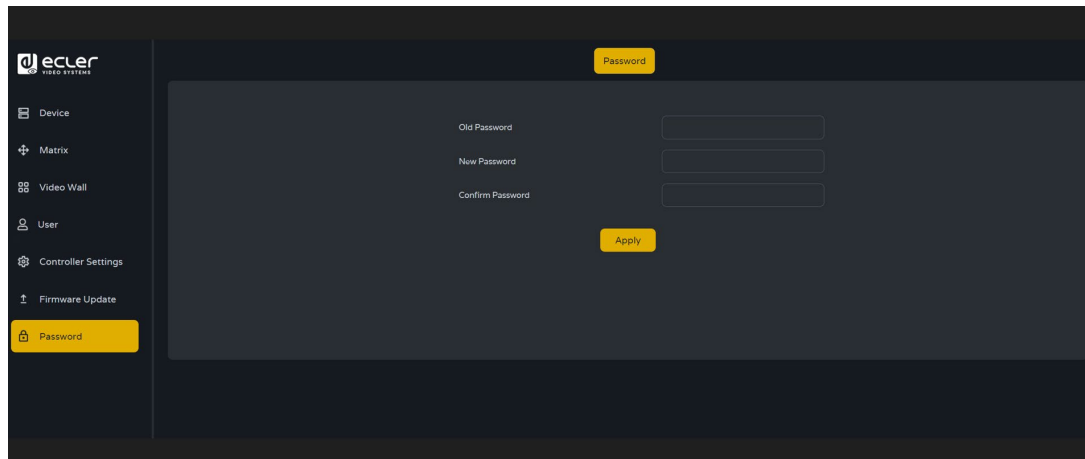 ecler
VIDEO SYSTEMS
Device
Matrix
Video Wall
User
Controller Settings
Firmware Update
Password
Password
Old Password
New Password
Confirm Password
Apply